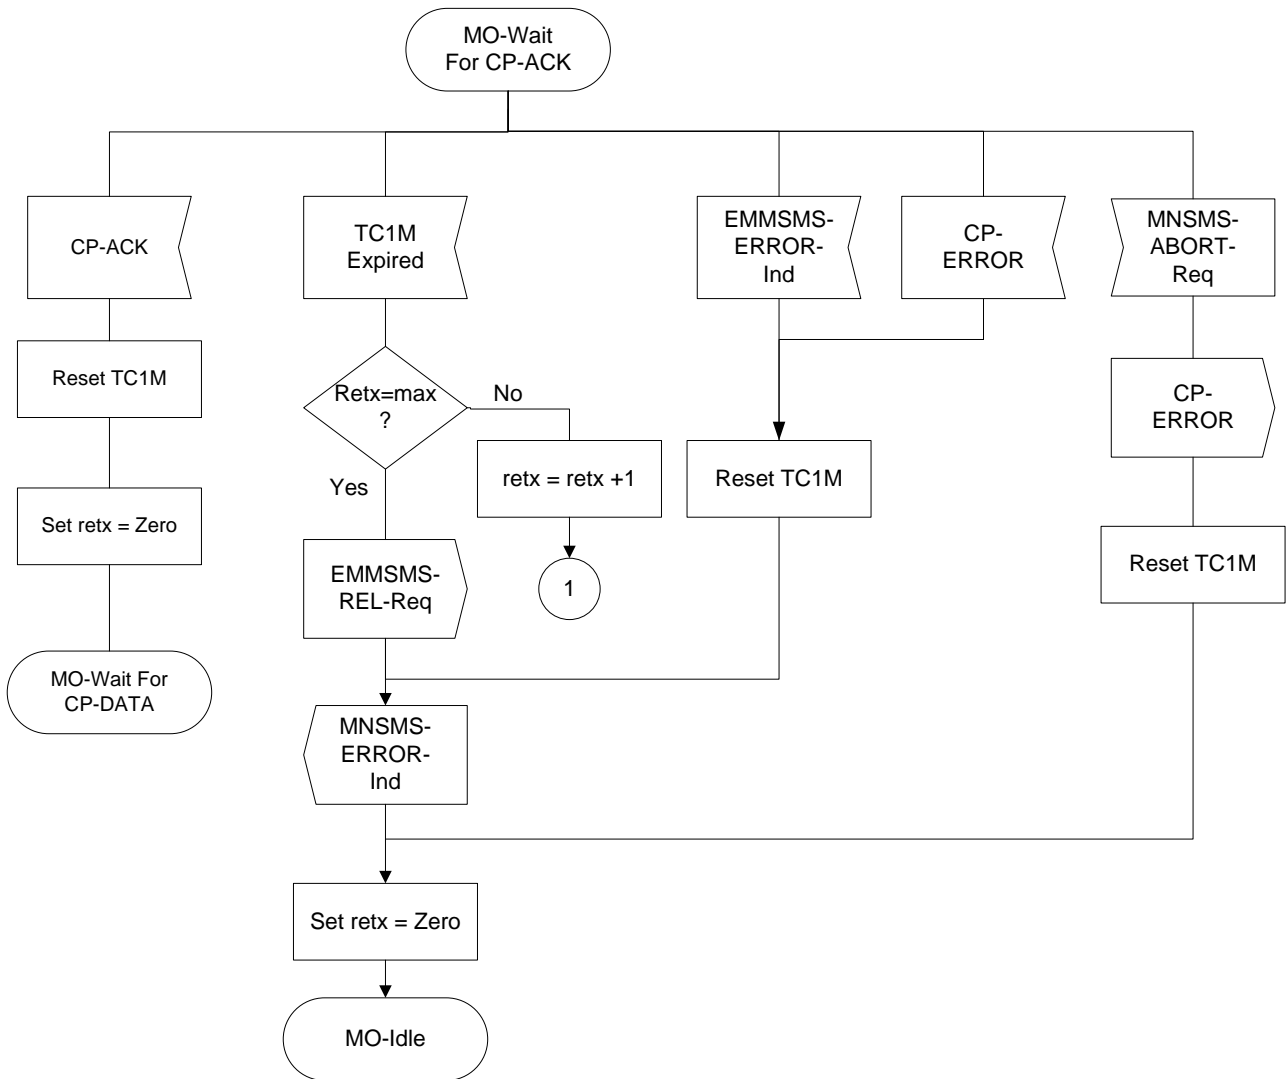 MO-Wait
For CP-ACK
CP-ACK
TC1M
Expired
EMMSMS-
ERROR-
Ind
CP-
ERROR
MNSMS-
ABORT-
Req
Reset TC1M
Retx=max
?
No
Yes
retx = retx +1
Reset TC1M
CP-
ERROR
Set retx = Zero
EMMSMS-
REL-Req
1
Reset TC1M
MO-Wait For
CP-DATA
MNSMS-
ERROR-
Ind
Set retx = Zero
MO-Idle